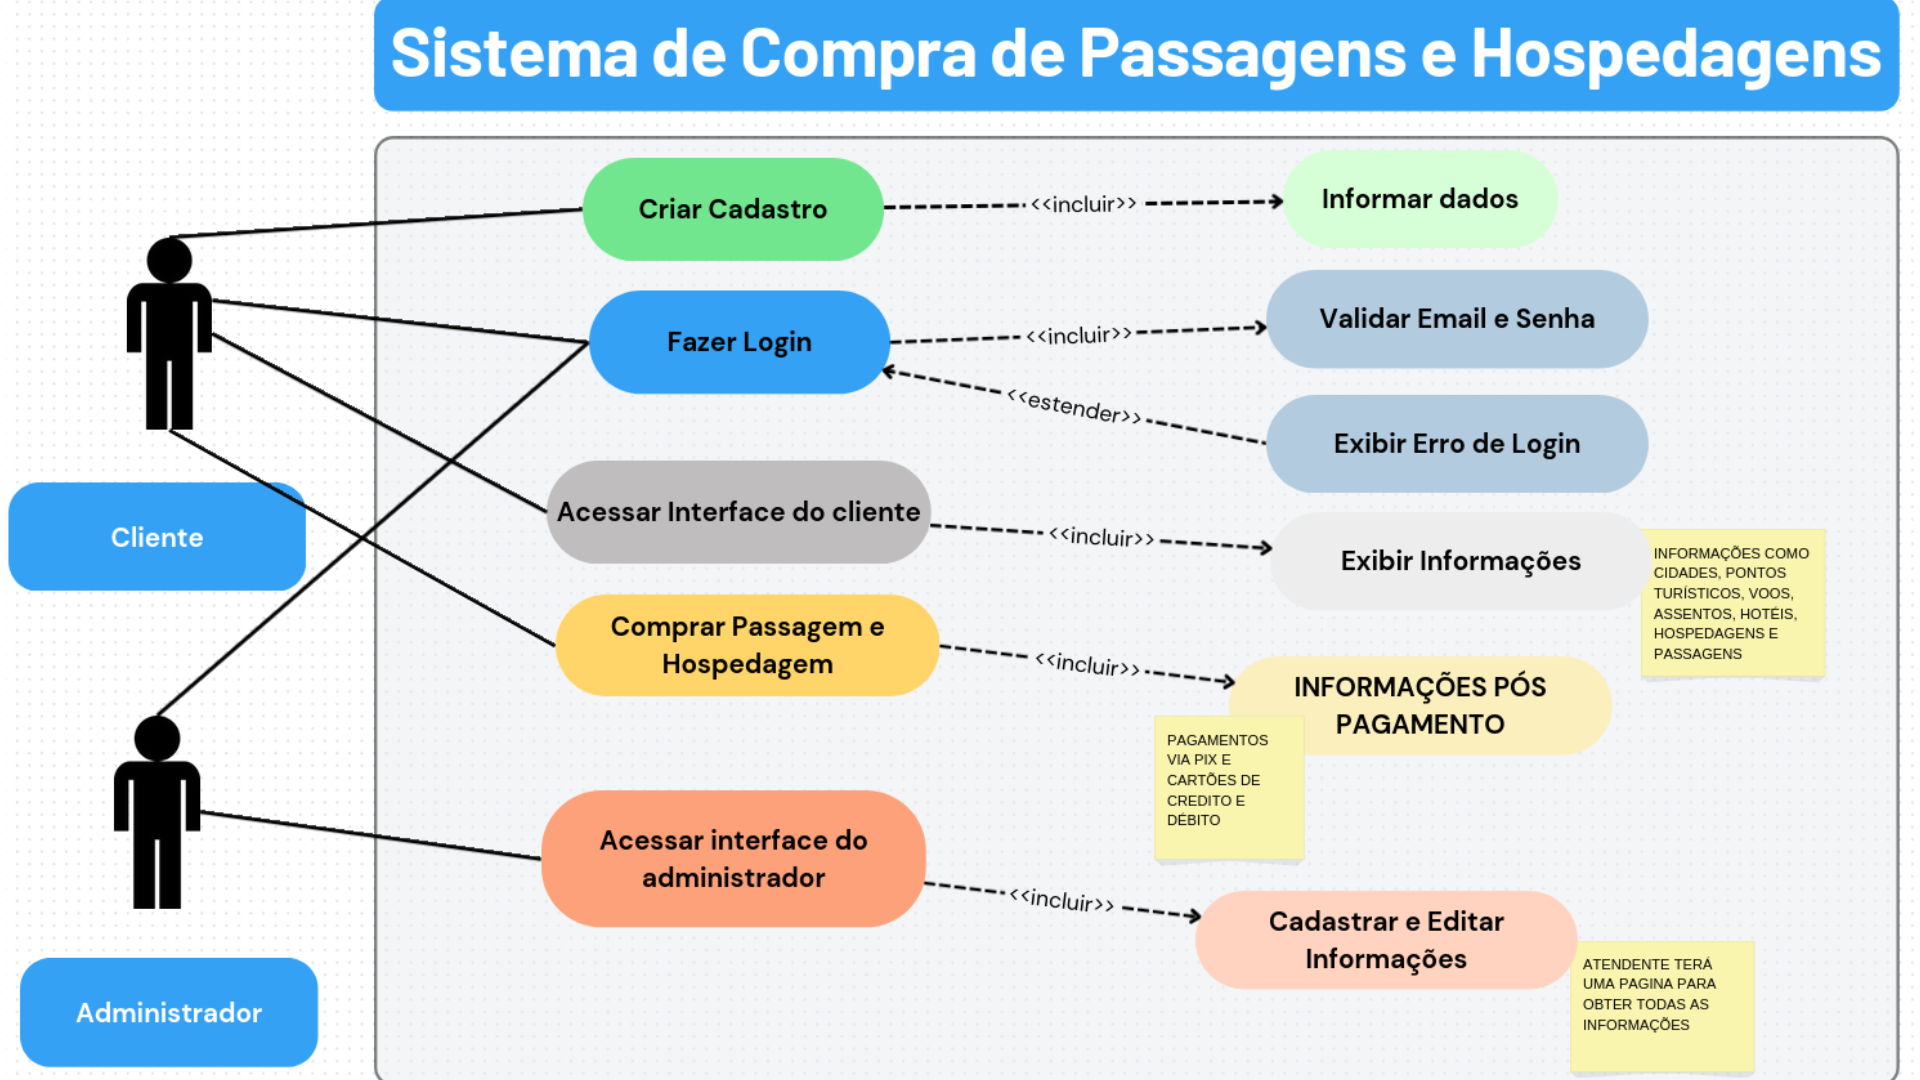 Sistema de Compra de Passagens e Hospedagens
Criar Cadastro
<<incluir>>
Informar dados
Fazer Login
<<incluir>>
Validar Email e Senha
<<estender>>
Exibir Erro de Login
Cliente
Acessar Interface do cliente
<<incluir>>
Exibir Informações
INFORMAÇÕES COMO
CIDADES, PONTOS
TURÍSTICOS, VOOS,
ASSENTOS, HOTÉIS,
HOSPEDAGENS E
PASSAGENS
Comprar Passagem e
Hospedagem
<<incluir>>
INFORMAÇÕES PÓS
PAGAMENTO
PAGAMENTOS
VIA PIX E
CARTÕES DE
CREDITO E
DÉBITO
Acessar interface do
administrador
<<incluir>>
Cadastrar e Editar
Informações
ATENDENTE TERÁ
UMA PAGINA PARA
OBTER TODAS AS
INFORMAÇÕES
Administrador